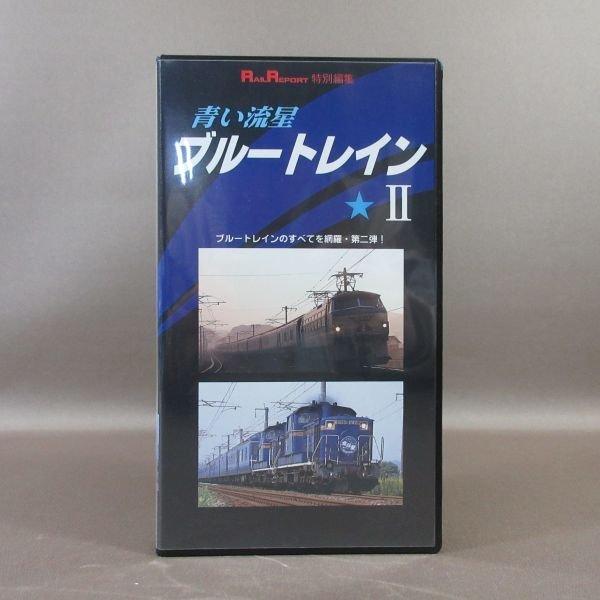 RAILREPORT 特別編集
青い流星
ブルートレイン
★Ⅱ
ブルートレインのすべてを網羅・第二弾！